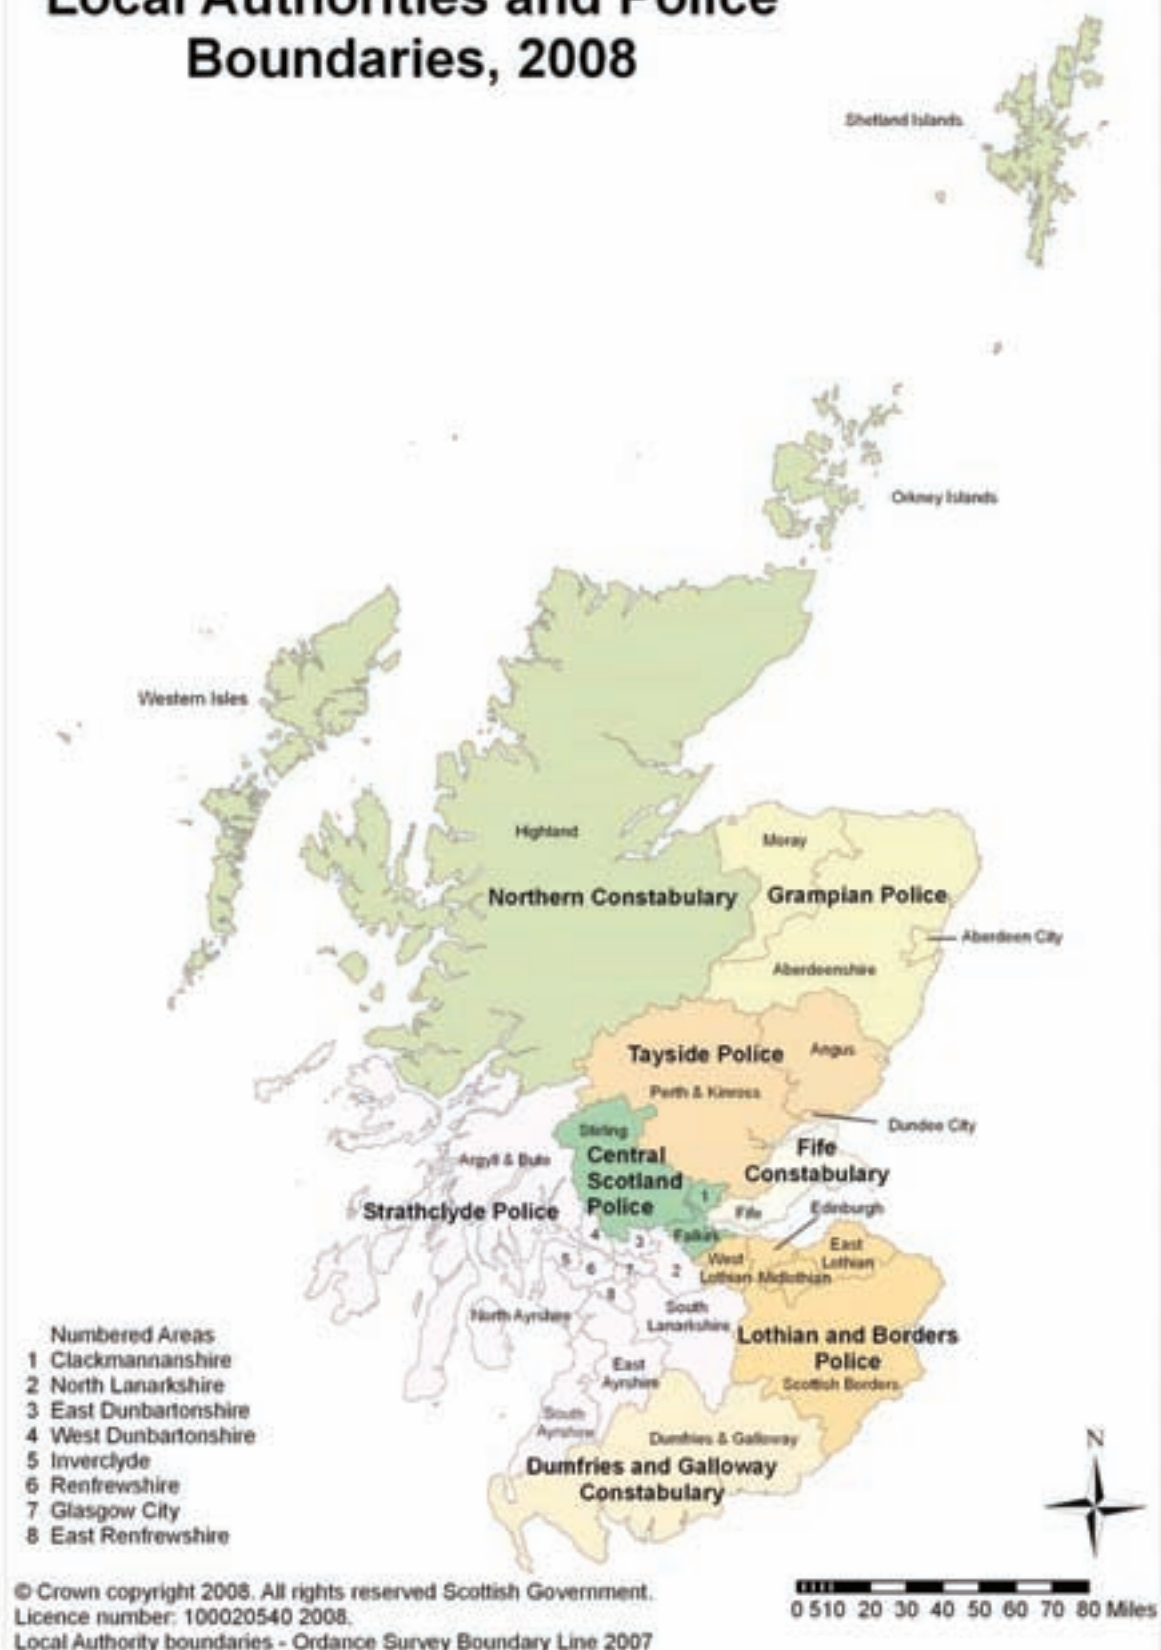 Local Authorities and Police
Boundaries, 2008
Shetland Islands
Orkney Islands
Western Isles
Highland
Moray
Northern Constabulary
Grampian Police
Aberdeen City
Aberdeenshire
Tayside Police
Angus
Perth & Kinross
Dundee City
Stirling
Fife
Constabulary
Central
Scotland
Police
Argyll & Bute
1
Strathclyde Police
Fife
Edinburgh
4
3
Falkirk
East
Lothian
5
6
7
2
West
Lothian
Midlothian
8
North Ayrshire
South
Lanarkshire
Lothian and Borders
Police
Scottish Borders
East
Ayrshire
South
Ayrshire
Dumfries & Galloway
Dumfries and Galloway
Constabulary
N
Numbered Areas
1 Clackmannanshire
2 North Lanarkshire
3 East Dunbartonshire
4 West Dunbartonshire
5 Inverclyde
6 Renfrewshire
7 Glasgow City
8 East Renfrewshire
© Crown copyright 2008. All rights reserved Scottish Government.
Licence number: 100020540 2008.
Local Authority boundaries - Ordance Survey Boundary Line 2007
0 5 10 20 30 40 50 60 70 80 Miles